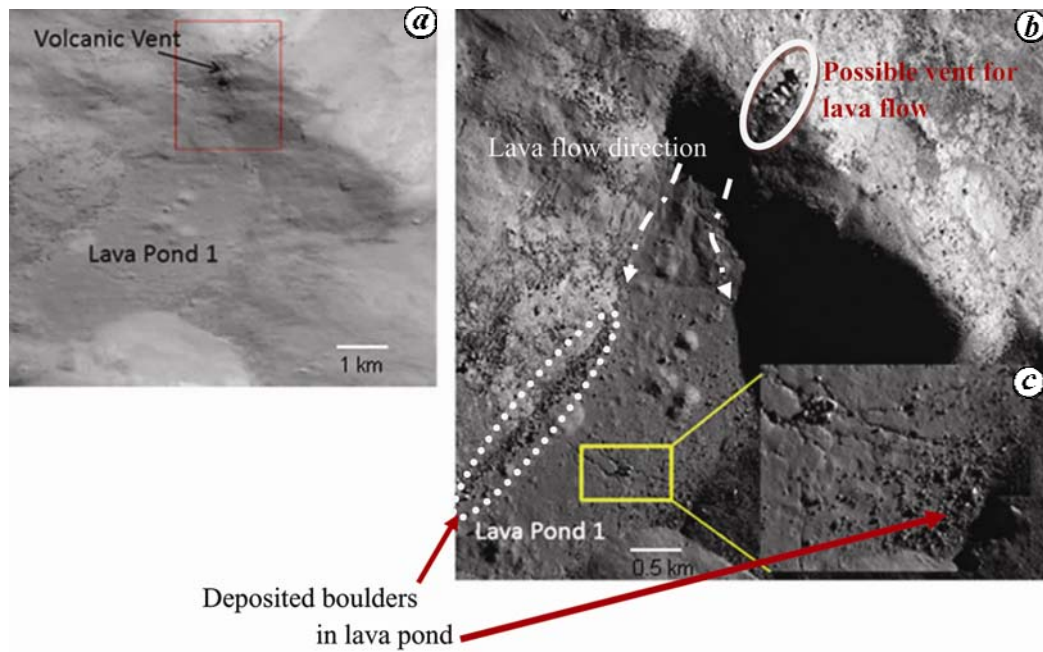 a
Volcanic Vent
Lava Pond 1
1 km
b
Possible vent for
lava flow
Lava flow direction
c
Lava Pond 1
0.5 km
Deposited boulders
in lava pond